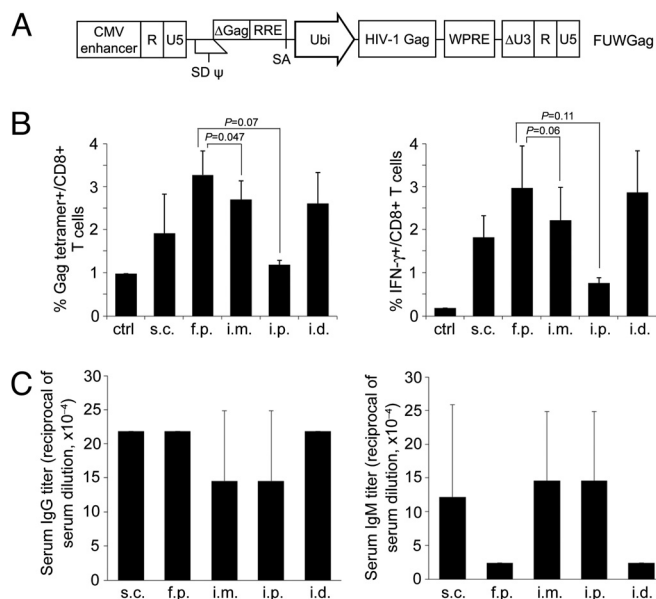 A
CMV
enhancer
R
U5
ΔGag
RRE
SD ψ
SA
Ubi
HIV-1 Gag
WPRE
ΔU3
R
U5
FUWGag
B
% Gag tetramer+/CD8+
T cells
4
3
2
1
0
P=0.07
P=0.047
ctrl s.c. f.p. i.m. i.p. i.d.
% IFN-γ+/CD8+ T cells
4
3
2
1
0
P=0.11
P=0.06
ctrl s.c. f.p. i.m. i.p. i.d.
C
Serum IgG titer (reciprocal of
serum dilution, x10⁻⁴)
30
25
20
15
10
5
0
s.c. f.p. i.m. i.p. i.d.
Serum IgM titer (reciprocal of
serum dilution, x10⁻⁴)
30
25
20
15
10
5
0
s.c. f.p. i.m. i.p. i.d.